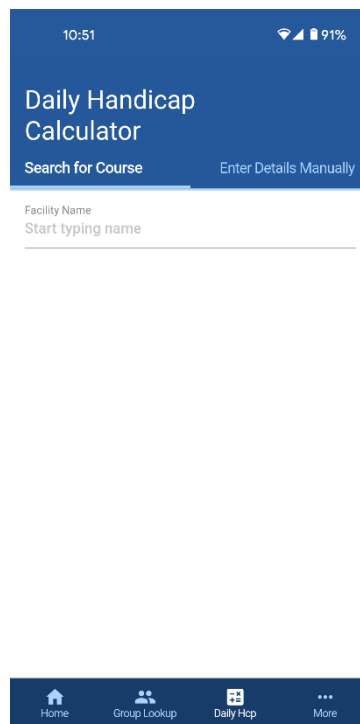 10:51 91%
Daily Handicap
Calculator
Search for Course Enter Details Manually
Facility Name
Start typing name
Home Group Lookup Daily Hcp More